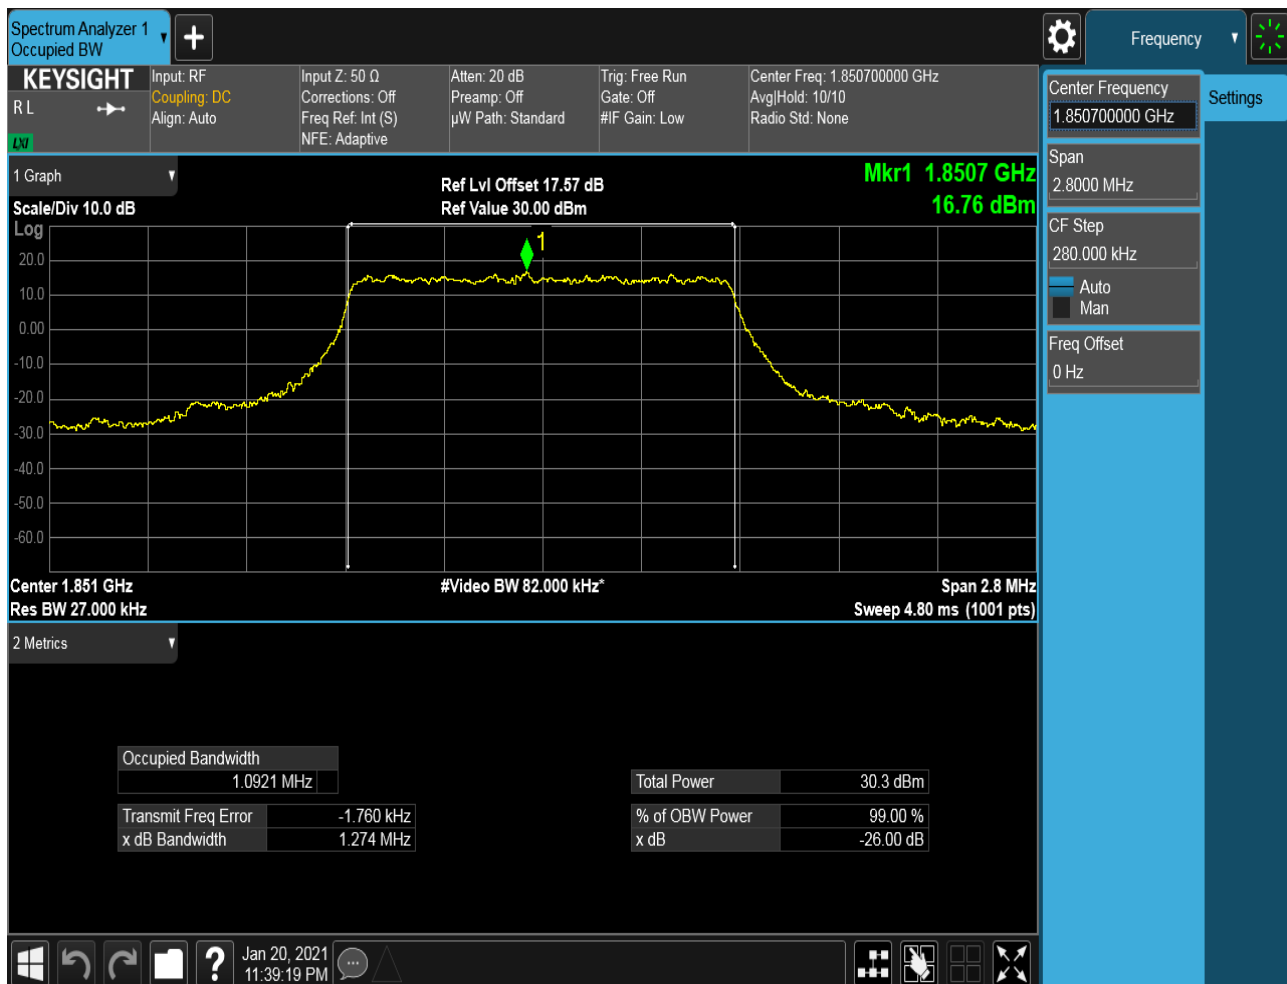 Spectrum Analyzer 1
Occupied BW
Frequency
KEYSIGHT
R L
LXI
Input: RF
Coupling: DC
Align: Auto
Input Z: 50 Ω
Corrections: Off
Freq Ref: Int (S)
NFE: Adaptive
Atten: 20 dB
Preamp: Off
µW Path: Standard
Trig: Free Run
Gate: Off
#IF Gain: Low
Center Freq: 1.850700000 GHz
Avg|Hold: 10/10
Radio Std: None
Center Frequency
1.850700000 GHz
Settings
Span
2.8000 MHz
CF Step
280.000 kHz
Auto
Man
Freq Offset
0 Hz
1 Graph
Scale/Div 10.0 dB
Log
Ref Lvl Offset 17.57 dB
Ref Value 30.00 dBm
Mkr1 1.8507 GHz
16.76 dBm
1
20.0
10.0
0.00
-10.0
-20.0
-30.0
-40.0
-50.0
-60.0
Center 1.851 GHz
Res BW 27.000 kHz
#Video BW 82.000 kHz*
Span 2.8 MHz
Sweep 4.80 ms (1001 pts)
2 Metrics
Occupied Bandwidth
1.0921 MHz
Transmit Freq Error -1.760 kHz
x dB Bandwidth 1.274 MHz
Total Power 30.3 dBm
% of OBW Power 99.00 %
x dB -26.00 dB
?
Jan 20, 2021
11:39:19 PM